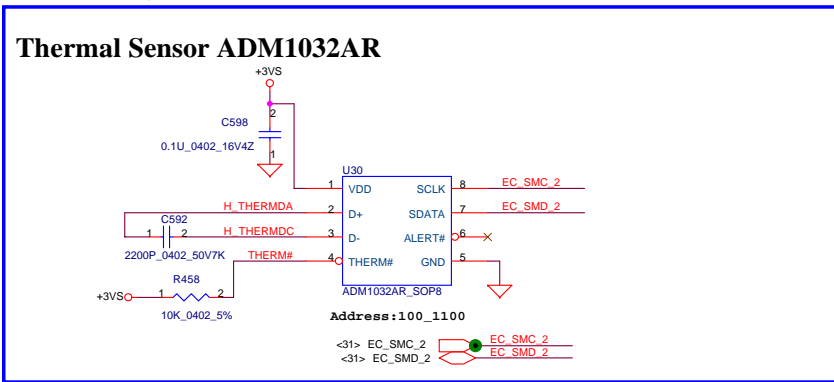 Thermal Sensor ADM1032AR
+3VS
2
C598
0.1U_0402_16V4Z
1
U30
1 VDD SCLK 8 EC_SMC_2
H_THERMDA 2 D+ SDATA 7 EC_SMD_2
C592
1 2 H_THERMDC 3 D- ALERT# 6
2200P_0402_50V7K
THERM# 4 THERM# GND 5
R458
+3VS 1 2
ADM1032AR_SOP8
10K_0402_5%
Address:100_1100
<31> EC_SMC_2 EC_SMC_2
<31> EC_SMD_2 EC_SMD_2